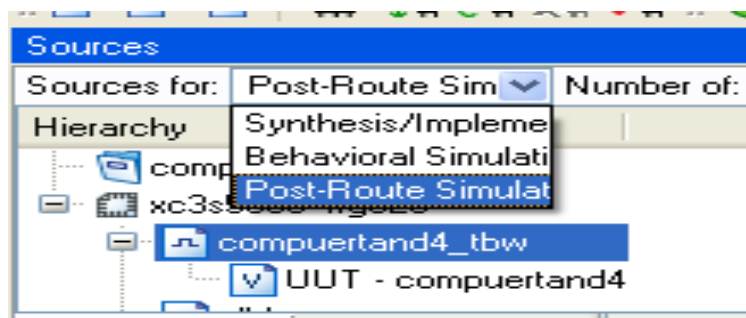 Sources
Sources for: Post-Route Sim Number of:
Hierarchy
Synthesis/Impleme
Behavioral Simulati
Post-Route Simulat
comp
compuertand4_tbw
UUT - compuertand4